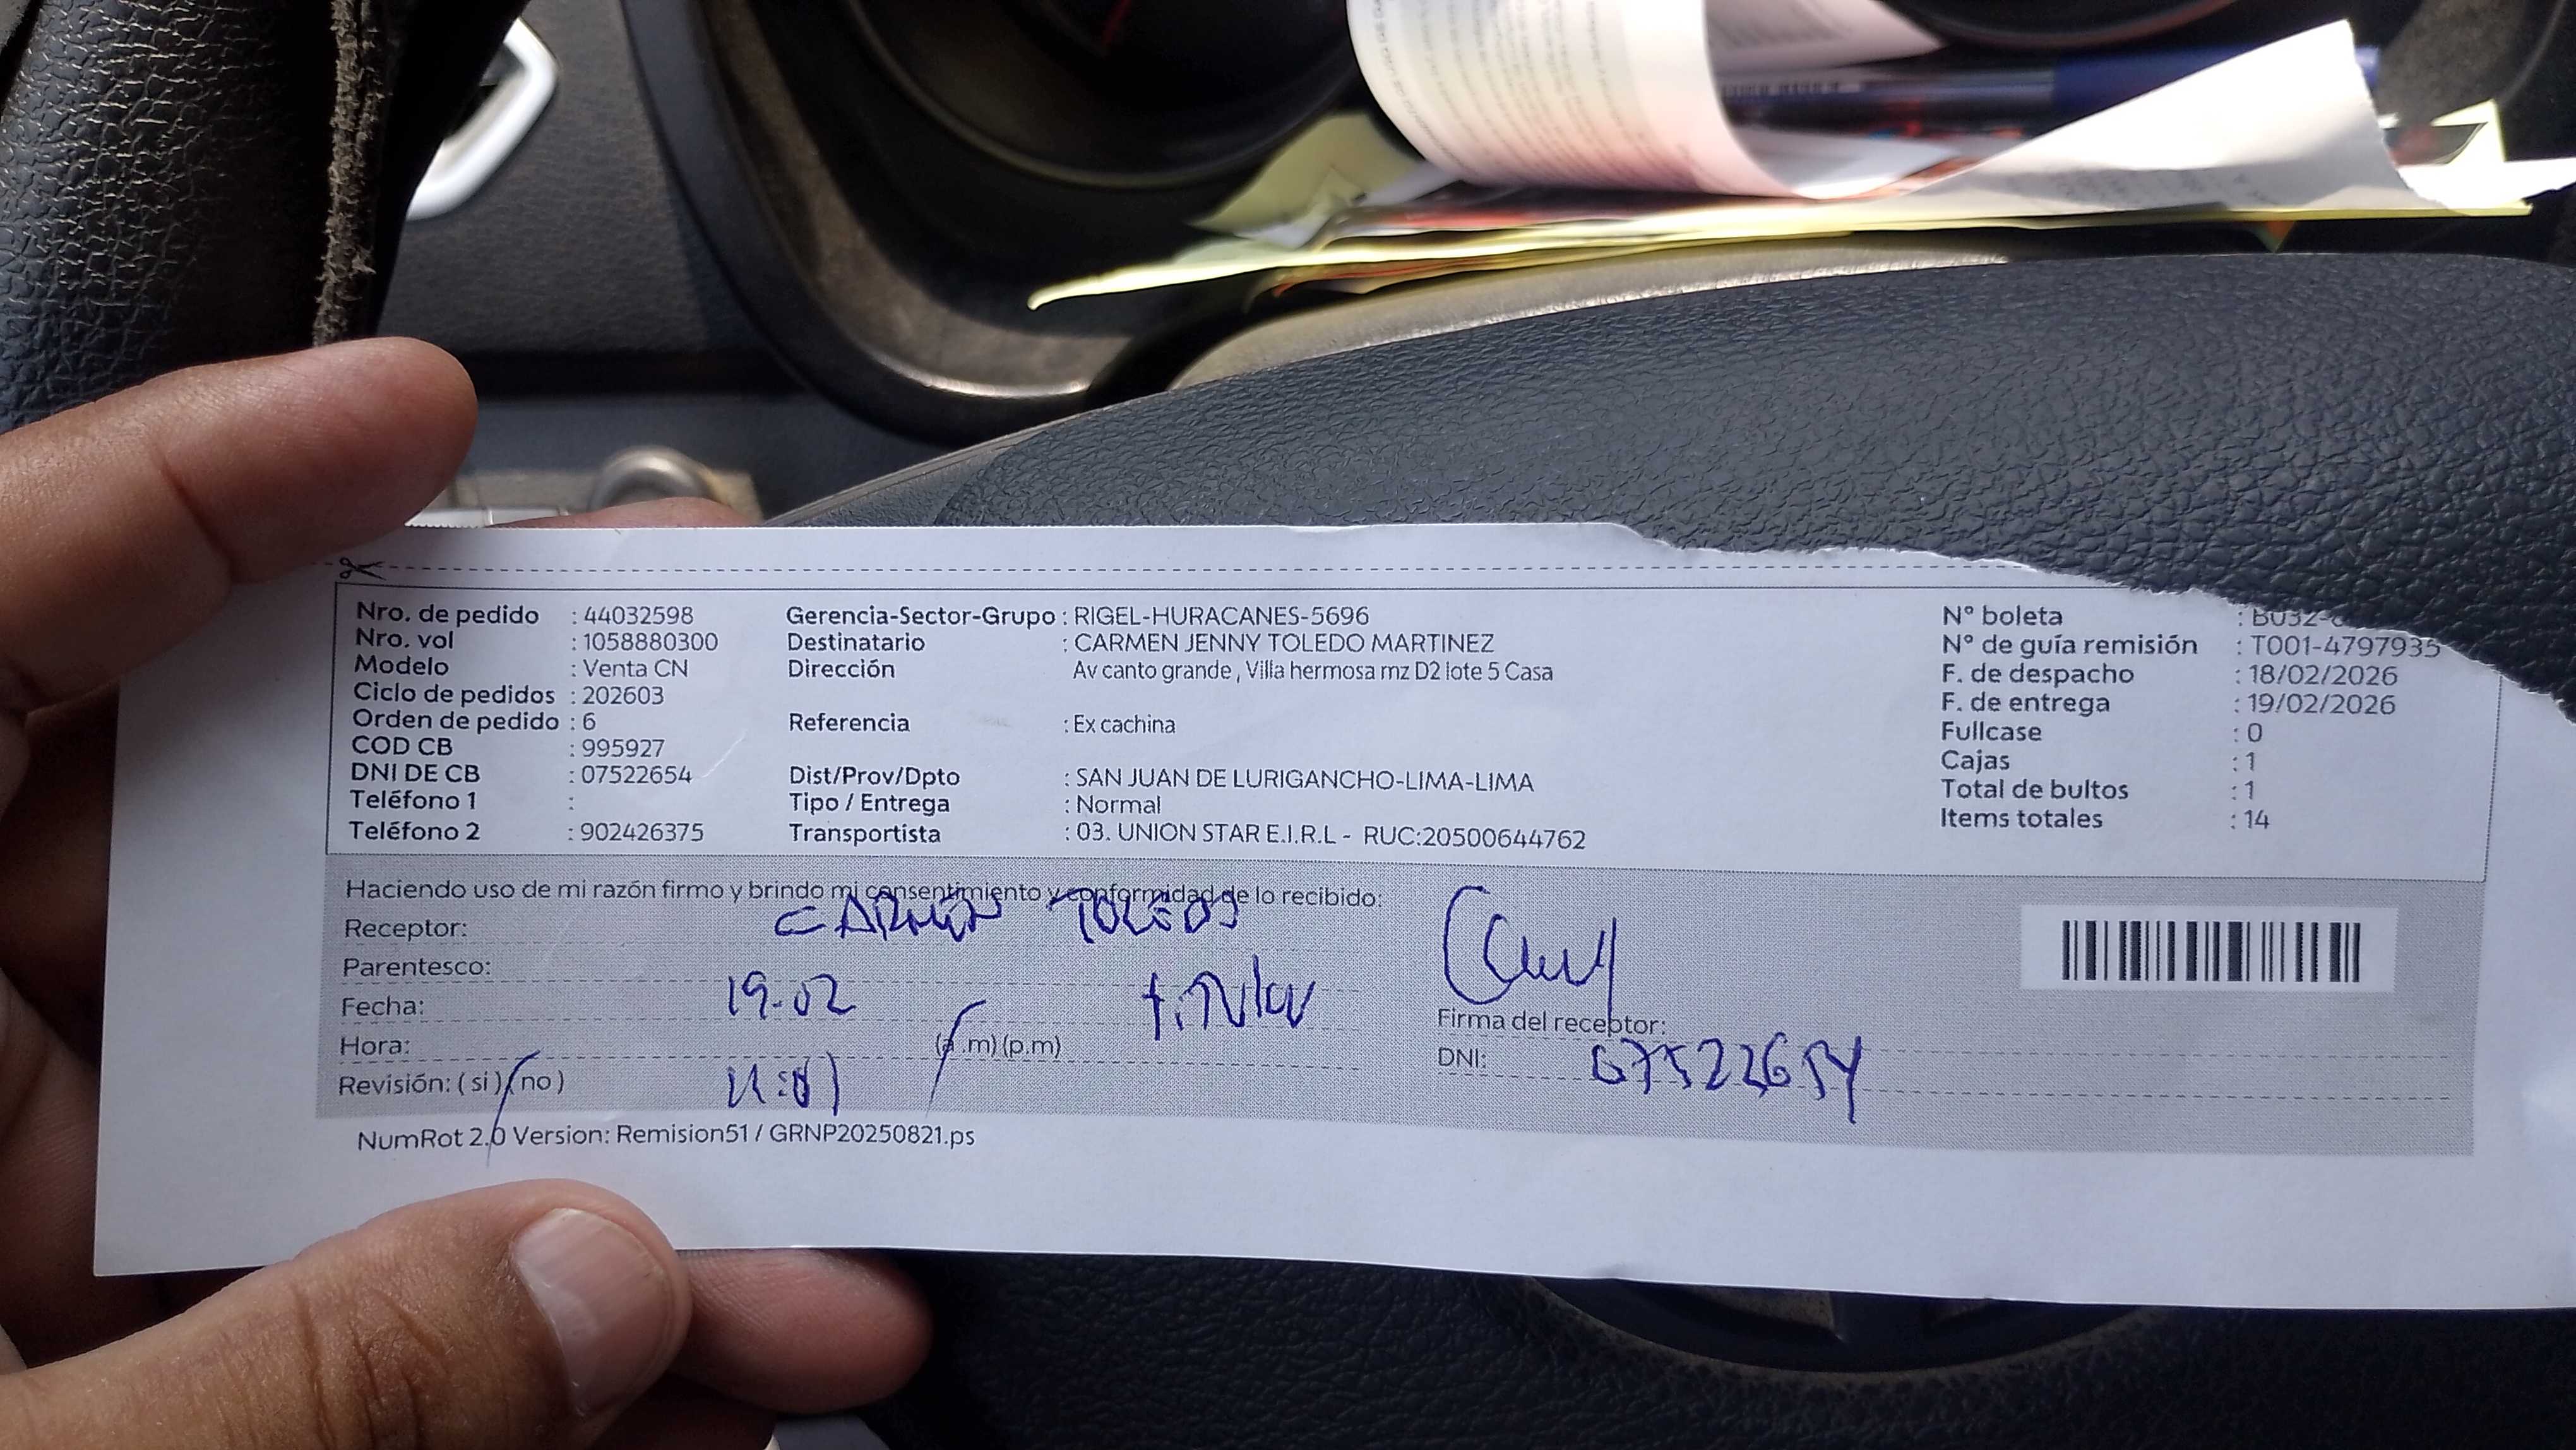 Nro. de pedido : 44032598 Gerencia-Sector-Grupo : RIGEL-HURACANES-5696 N° boleta : B032-
Nro. vol : 1058880300 Destinatario : CARMEN JENNY TOLEDO MARTINEZ N° de guía remisión : T001-4797935
Modelo : Venta CN Dirección Av canto grande , Villa hermosa mz D2 lote 5 Casa F. de despacho : 18/02/2026
Ciclo de pedidos : 202603 F. de entrega : 19/02/2026
Orden de pedido : 6 Referencia : Ex cachina Fullcase : 0
COD CB : 995927 Cajas : 1
DNI DE CB : 07522654 Dist/Prov/Dpto : SAN JUAN DE LURIGANCHO-LIMA-LIMA Total de bultos : 1
Teléfono 1 : Tipo / Entrega : Normal Items totales : 14
Teléfono 2 : 902426375 Transportista : 03. UNION STAR E.I.R.L - RUC:20500644762
Haciendo uso de mi razón firmo y brindo mi consentimiento y conformidad de lo recibido:
Receptor: CARMEN TOLEDO
Parentesco: titular
Fecha: 19-02
Firma del receptor:
Hora: (a.m) (p.m)
DNI: 07522654
Revisión: ( si ) ( no ) 11:01
NumRot 2.0 Version: Remision51 / GRNP20250821.ps